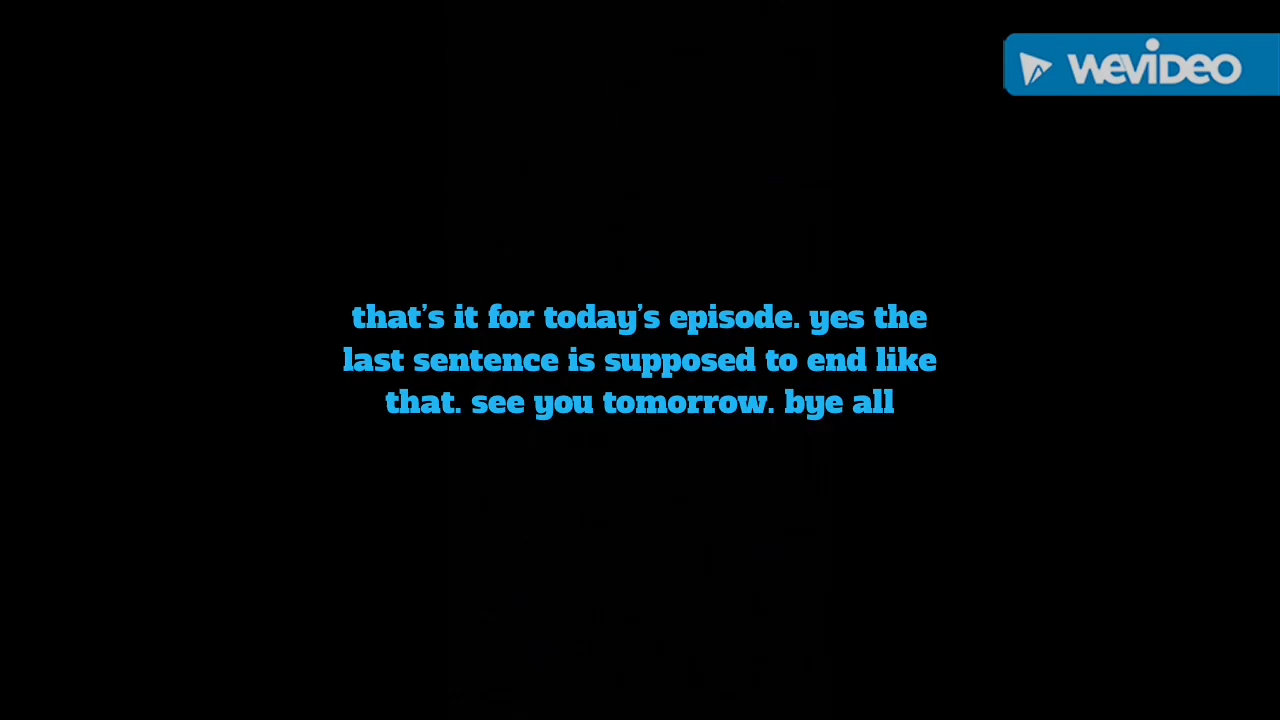 WEVIDEO
that's it for today's episode. yes the
last sentence is supposed to end like
that. see you tomorrow. bye all